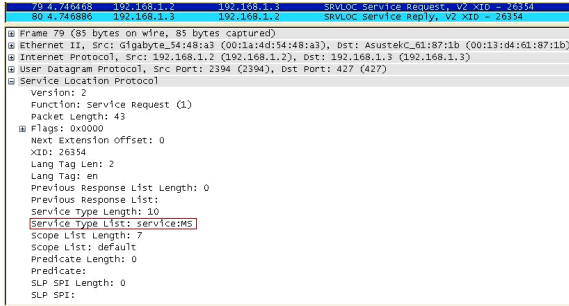 79 4.746468 192.168.1.2 192.168.1.3 SRVLOC Service Request, V2 XID - 26354
80 4.746886 192.168.1.3 192.168.1.2 SRVLOC Service Reply, V2 XID - 26354
Frame 79 (85 bytes on wire, 85 bytes captured)
Ethernet II, Src: Gigabyte_54:48:a3 (00:1a:4d:54:48:a3), Dst: AsustekC_61:87:1b (00:13:d4:61:87:1b)
Internet Protocol, Src: 192.168.1.2 (192.168.1.2), Dst: 192.168.1.3 (192.168.1.3)
User Datagram Protocol, Src Port: 2394 (2394), Dst Port: 427 (427)
Service Location Protocol
Version: 2
Function: Service Request (1)
Packet Length: 43
Flags: 0x0000
Next Extension Offset: 0
XID: 26354
Lang Tag Len: 2
Lang Tag: en
Previous Response List Length: 0
Previous Response List:
Service Type Length: 10
Service Type List: service:MS
Scope List Length: 7
Scope List: default
Predicate Length: 0
Predicate:
SLP SPI Length: 0
SLP SPI: